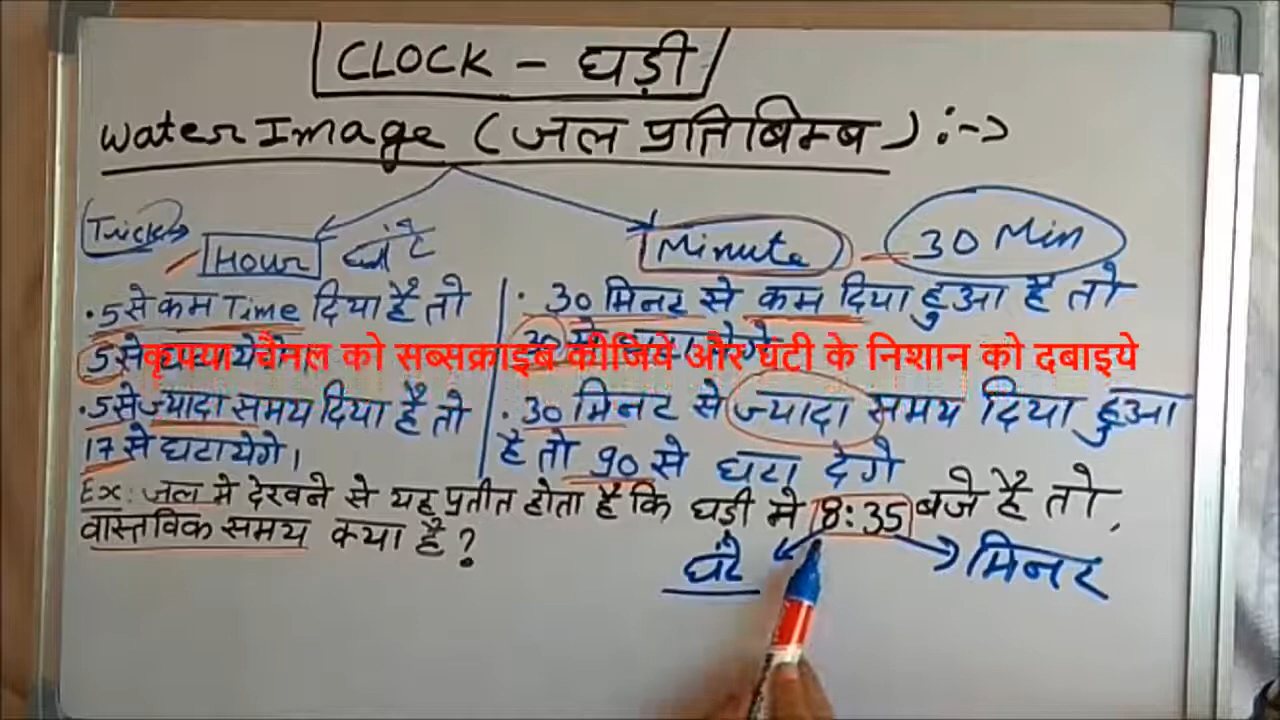 CLOCK - घड़ी
Water Image (जल प्रतिबिम्ब) :->
Trick
Hour
Minute
30 Min
.5 से कम Time दिया है तो
5 से
.5 से ज्यादा समय दिया है तो
17 से घटायेगे।
. 30 मिनट से कम दिया हुआ है तो
30 से
. 30 मिनट से ज्यादा समय दिया हुआ
है तो 90 से घटा देगे
कृपया चैनल को सब्सक्राइब कीजिये और घंटी के निशान को दबाइये
Ex: जल मे देखने से यह प्रतीत होता है कि घड़ी मे 8:35 बजे है तो,
वास्तविक समय क्या है ?
घंटे
मिनट